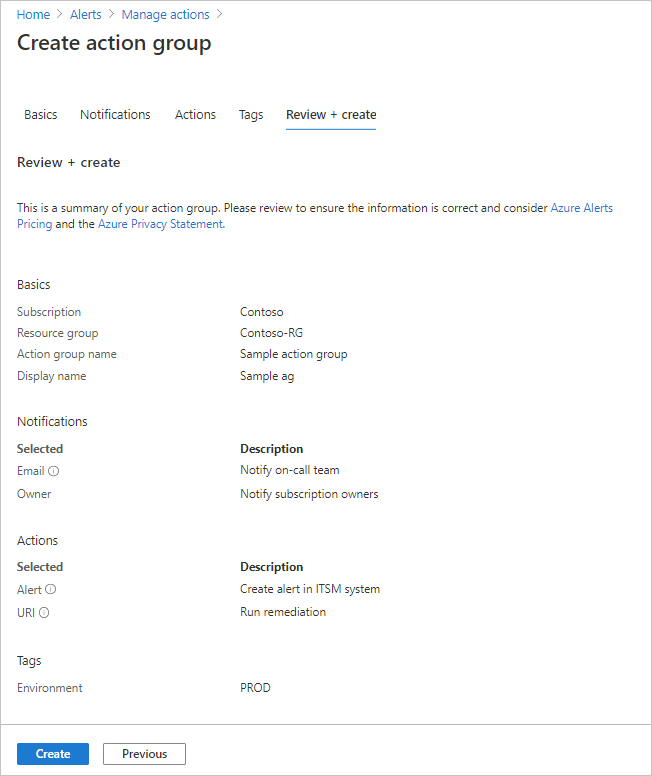 Home > Alerts > Manage actions >
Create action group
Basics Notifications Actions Tags Review + create
Review + create
This is a summary of your action group. Please review to ensure the information is correct and consider Azure Alerts
Pricing and the Azure Privacy Statement.
Basics
Subscription Contoso
Resource group Contoso-RG
Action group name Sample action group
Display name Sample ag
Notifications
Selected Description
Email Notify on-call team
Owner Notify subscription owners
Actions
Selected Description
Alert Create alert in ITSM system
URI Run remediation
Tags
Environment PROD
Create Previous